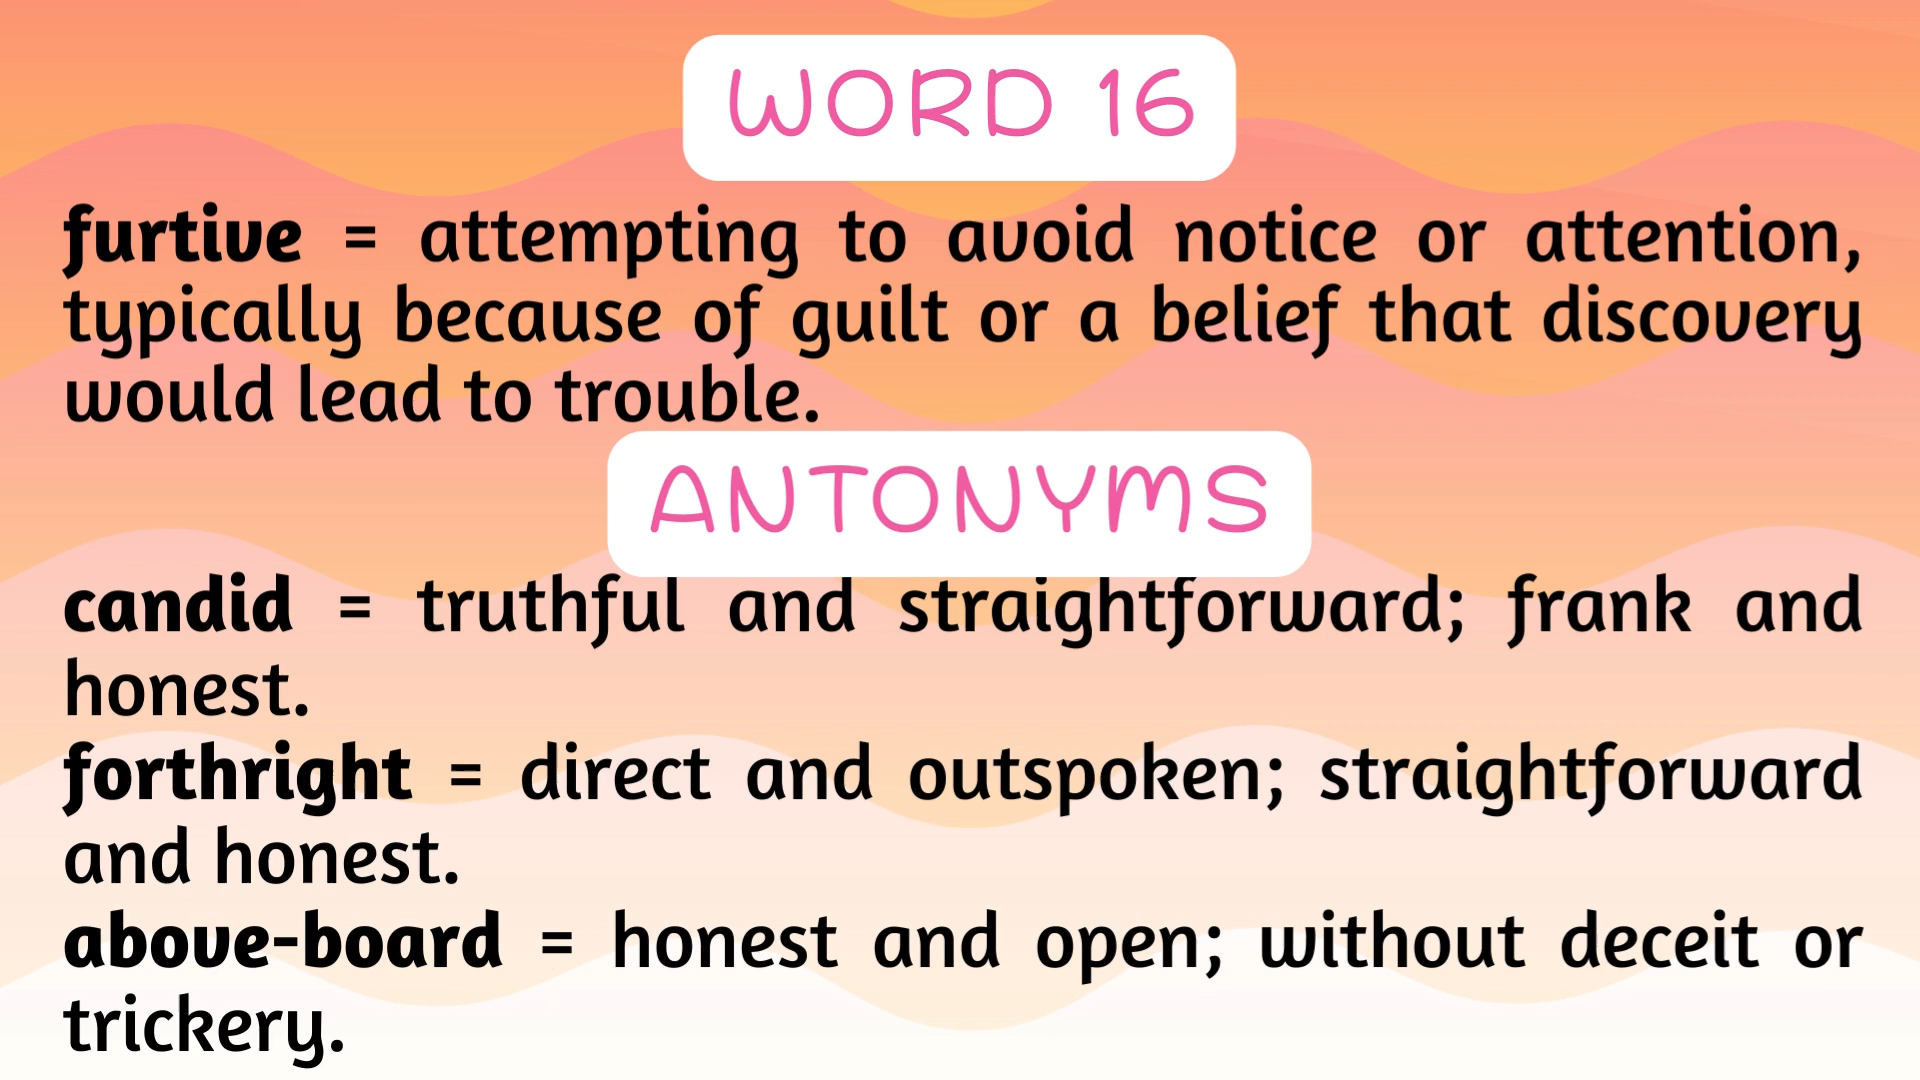 WORD 16
furtive = attempting to avoid notice or attention,
typically because of guilt or a belief that discovery
would lead to trouble.
ANTONYMS
candid = truthful and straightforward; frank and
honest.
forthright = direct and outspoken; straightforward
and honest.
above-board = honest and open; without deceit or
trickery.